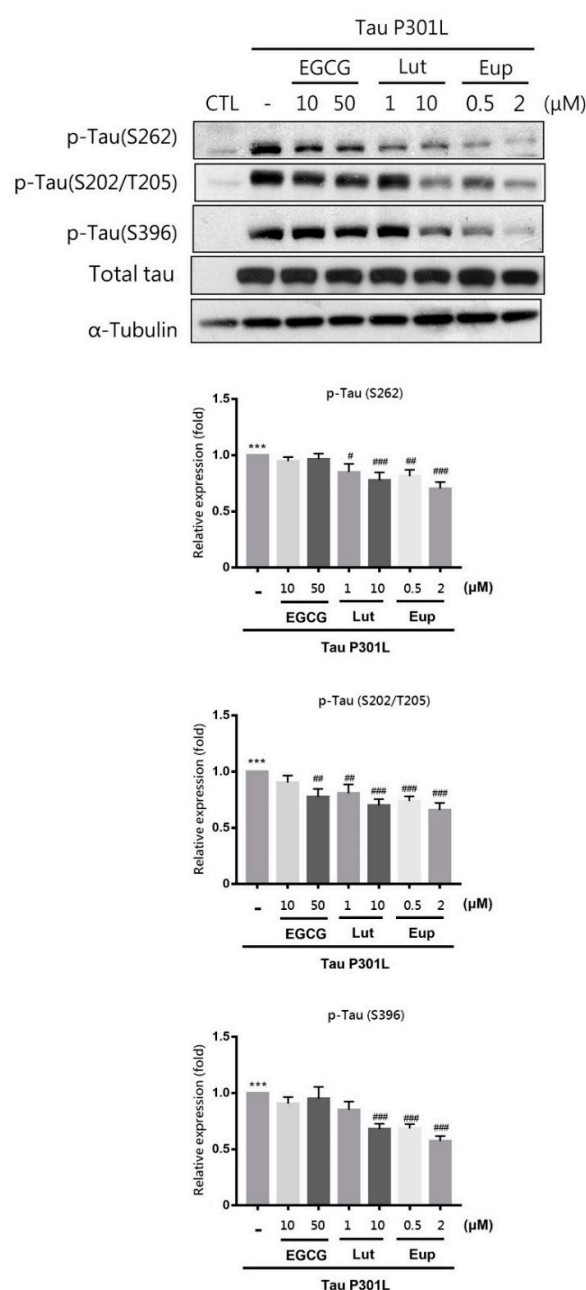 Tau P301L
EGCG Lut Eup
CTL - 10 50 1 10 0.5 2 (μM)
p-Tau(S262)
p-Tau(S202/T205)
p-Tau(S396)
Total tau
α-Tubulin
p-Tau (S262)
Relative expression (fold)
1.5
1.0
0.5
0
*** # ### ## ###
- 10 50 1 10 0.5 2 (μM)
EGCG Lut Eup
Tau P301L
p-Tau (S202/T205)
Relative expression (fold)
1.5
1.0
0.5
0
*** ## ## ### ### ###
- 10 50 1 10 0.5 2 (μM)
EGCG Lut Eup
Tau P301L
p-Tau (S396)
Relative expression (fold)
1.5
1.0
0.5
0
*** ### ### ###
- 10 50 1 10 0.5 2 (μM)
EGCG Lut Eup
Tau P301L